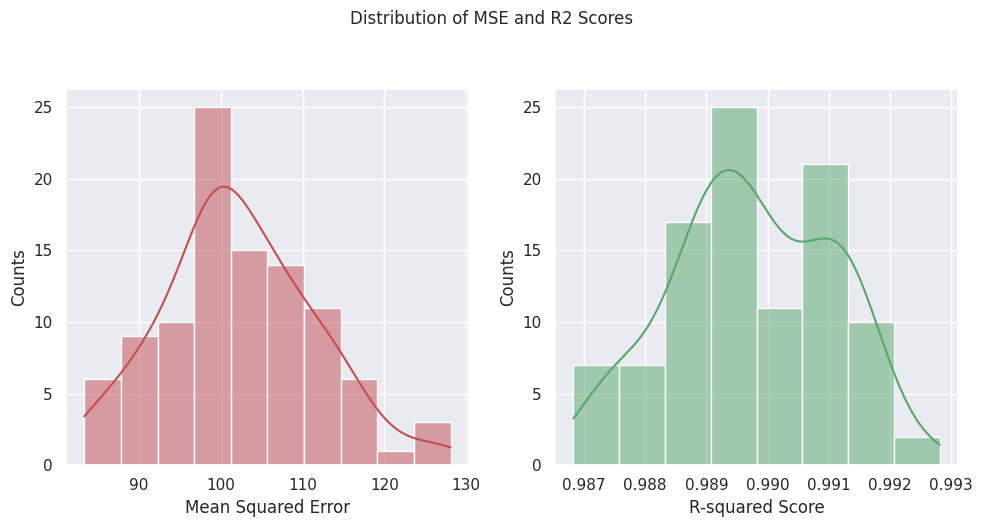 Distribution of MSE and R2 Scores
25
20
15
10
5
0
Counts
90 100 110 120 130
Mean Squared Error
25
20
15
10
5
0
Counts
0.987 0.988 0.989 0.990 0.991 0.992 0.993
R-squared Score